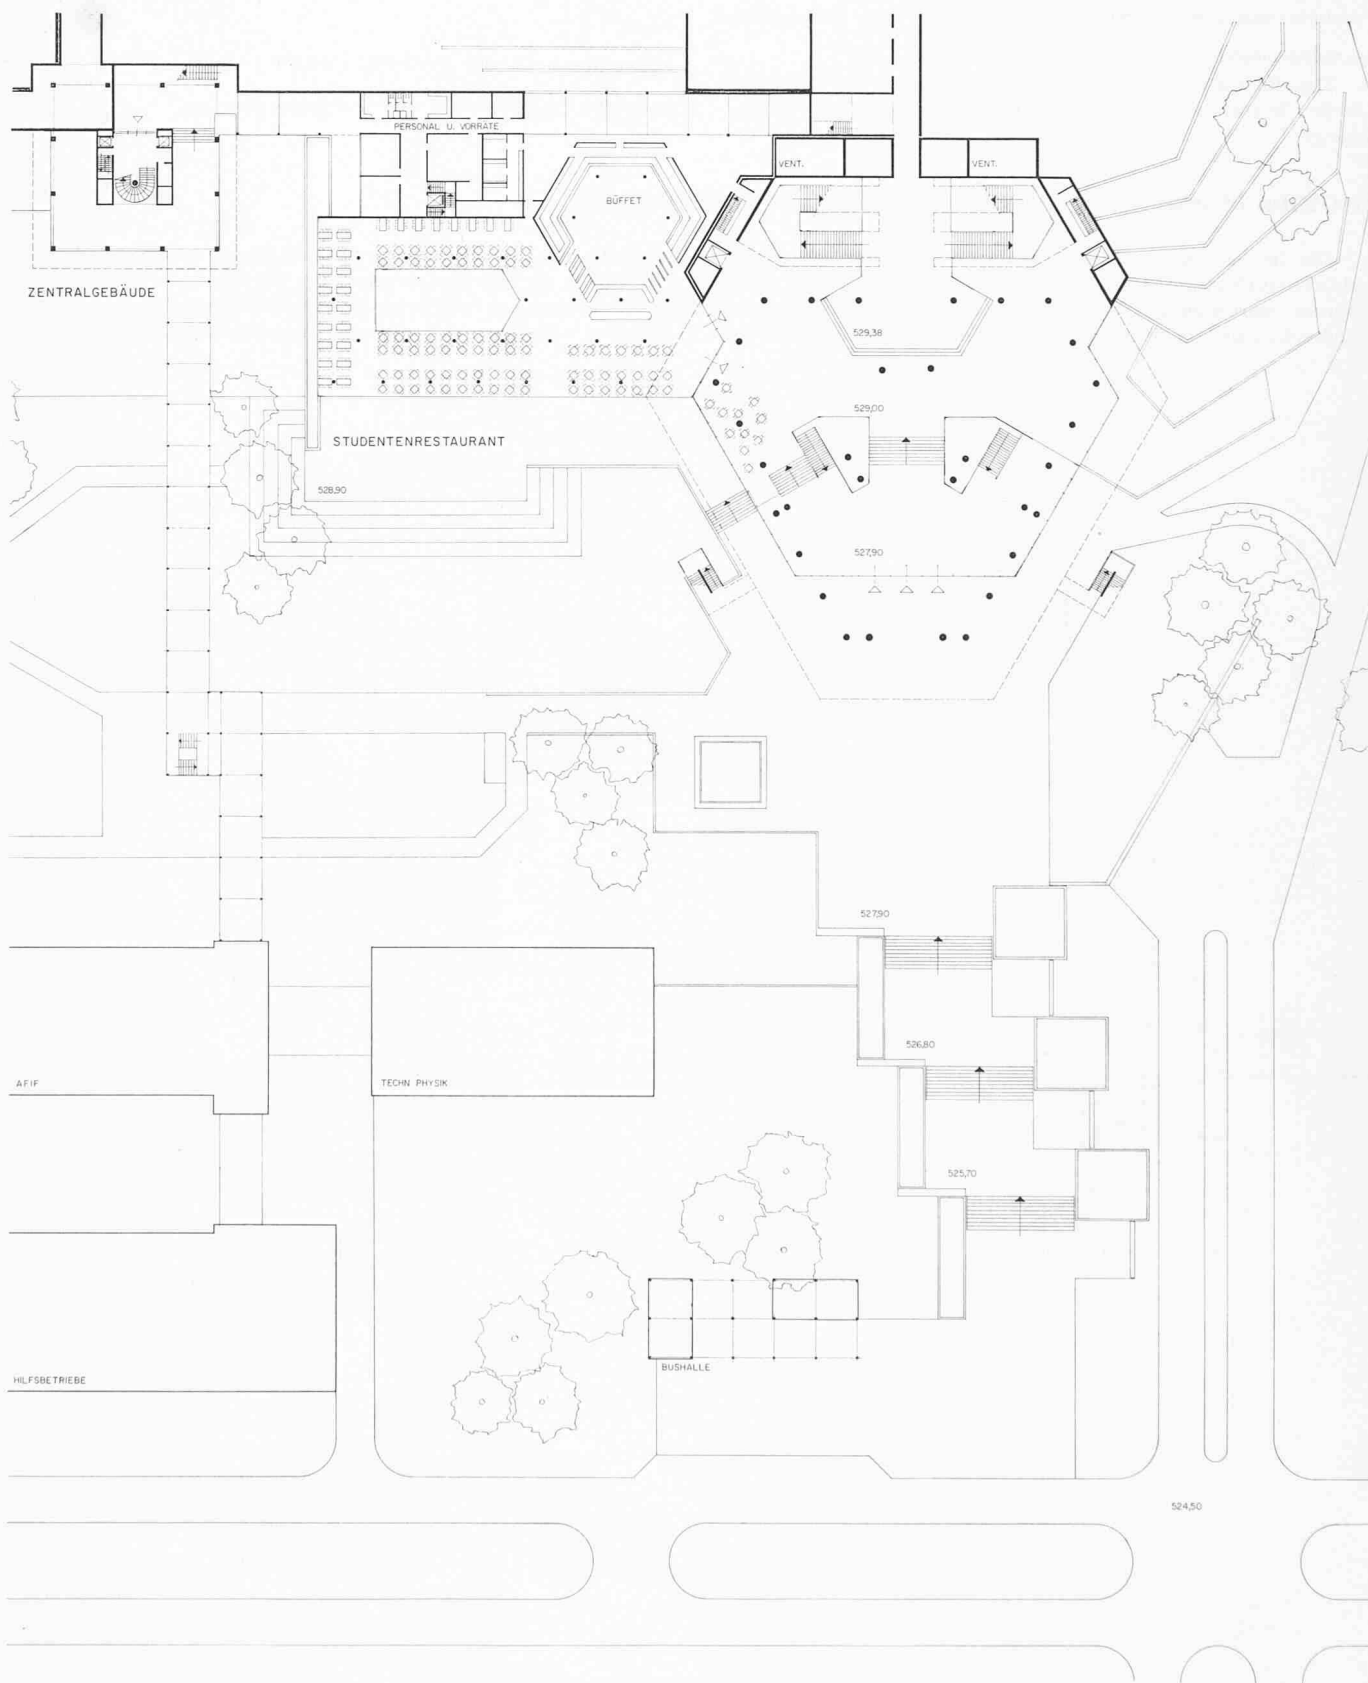 PERSONAL U. VORRÄTE
VENT.
VENT.
BÜFFET
ZENTRALGEBÄUDE
529,38
529,00
STUDENTENRESTAURANT
528,90
527,90
527,90
526,80
AFIF
TECHN PHYSIK
525,70
BUSHALLE
HILFSBETRIEBE
524,50